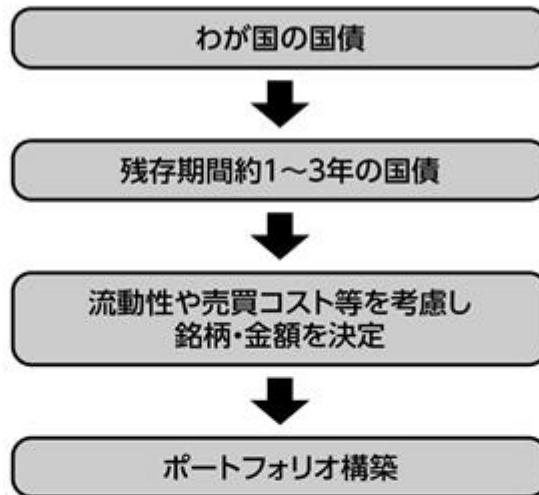 わが国の国債
残存期間約1～3年の国債
流動性や売買コスト等を考慮し
銘柄・金額を決定
ポートフォリオ構築